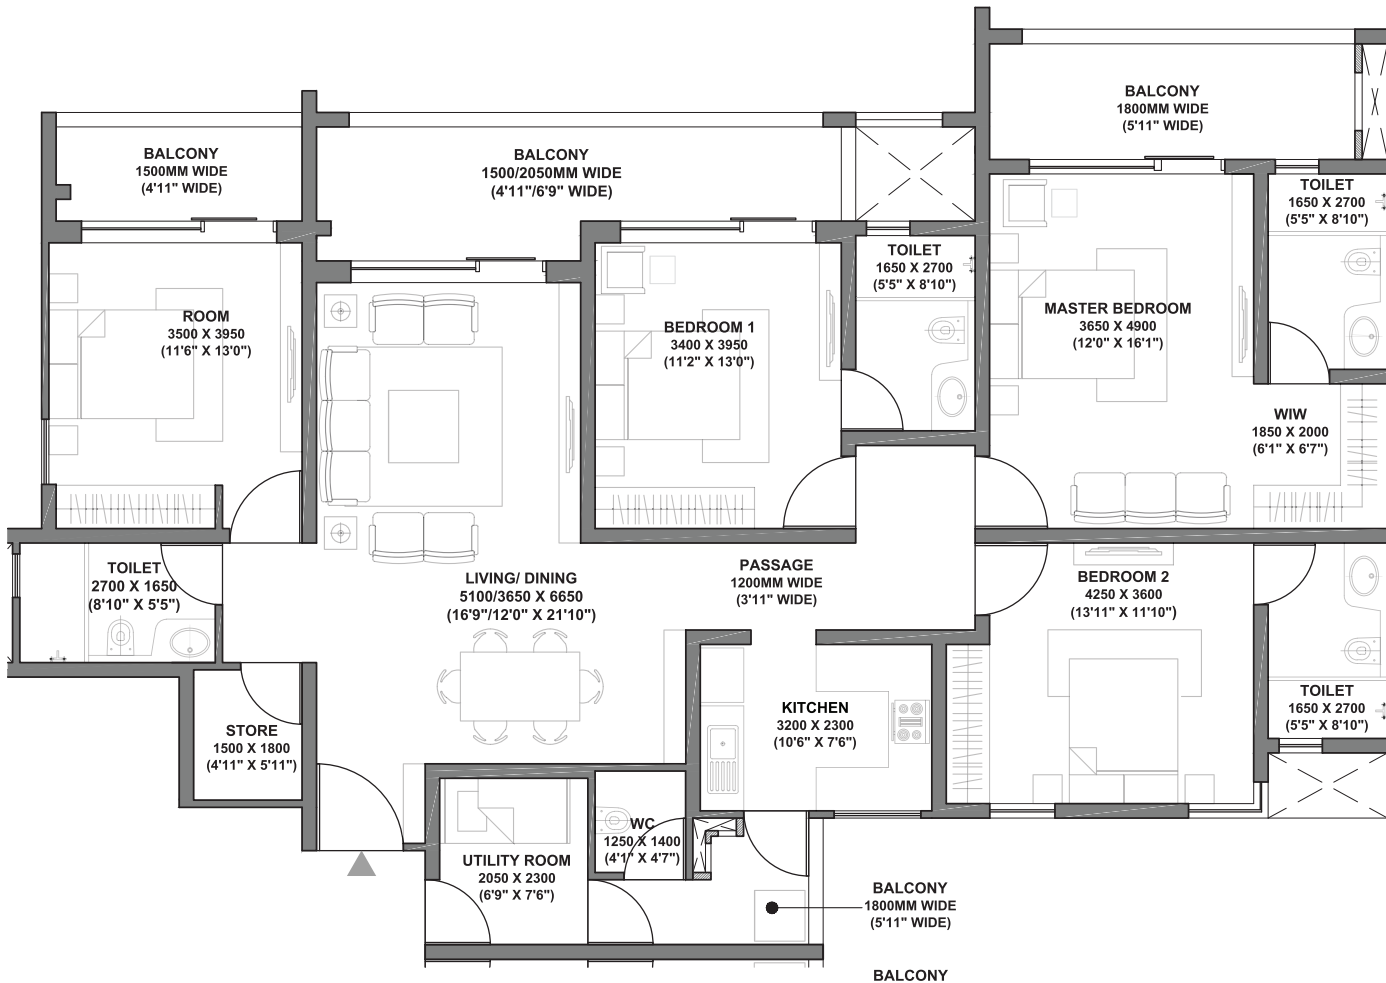 BALCONY
1800MM WIDE
(5'11" WIDE)
BALCONY
1500MM WIDE
(4'11" WIDE)
BALCONY
1500/2050MM WIDE
(4'11"/6'9" WIDE)
TOILET
1650 X 2700
(5'5" X 8'10")
TOILET
1650 X 2700
(5'5" X 8'10")
ROOM
3500 X 3950
(11'6" X 13'0")
BEDROOM 1
3400 X 3950
(11'2" X 13'0")
MASTER BEDROOM
3650 X 4900
(12'0" X 16'1")
WIW
1850 X 2000
(6'1" X 6'7")
TOILET
2700 X 1650
(8'10" X 5'5")
LIVING/ DINING
5100/3650 X 6650
(16'9"/12'0" X 21'10")
PASSAGE
1200MM WIDE
(3'11" WIDE)
BEDROOM 2
4250 X 3600
(13'11" X 11'10")
STORE
1500 X 1800
(4'11" X 5'11")
KITCHEN
3200 X 2300
(10'6" X 7'6")
TOILET
1650 X 2700
(5'5" X 8'10")
WC
1250 X 1400
(4'1" X 4'7")
UTILITY ROOM
2050 X 2300
(6'9" X 7'6")
BALCONY
1800MM WIDE
(5'11" WIDE)
BALCONY